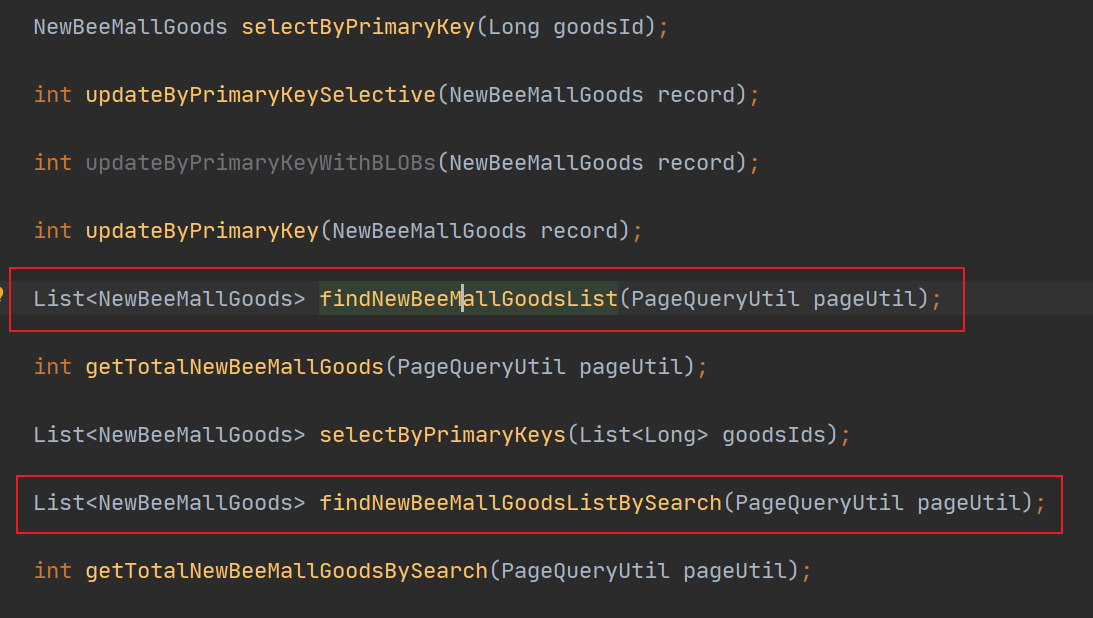 NewBeeMallGoods selectByPrimaryKey(Long goodsId);
int updateByPrimaryKeySelective(NewBeeMallGoods record);
int updateByPrimaryKeyWithBLOBs(NewBeeMallGoods record);
int updateByPrimaryKey(NewBeeMallGoods record);
List<NewBeeMallGoods> findNewBeeMallGoodsList(PageQueryUtil pageUtil);
int getTotalNewBeeMallGoods(PageQueryUtil pageUtil);
List<NewBeeMallGoods> selectByPrimaryKeys(List<Long> goodsIds);
List<NewBeeMallGoods> findNewBeeMallGoodsListBySearch(PageQueryUtil pageUtil);
int getTotalNewBeeMallGoodsBySearch(PageQueryUtil pageUtil);